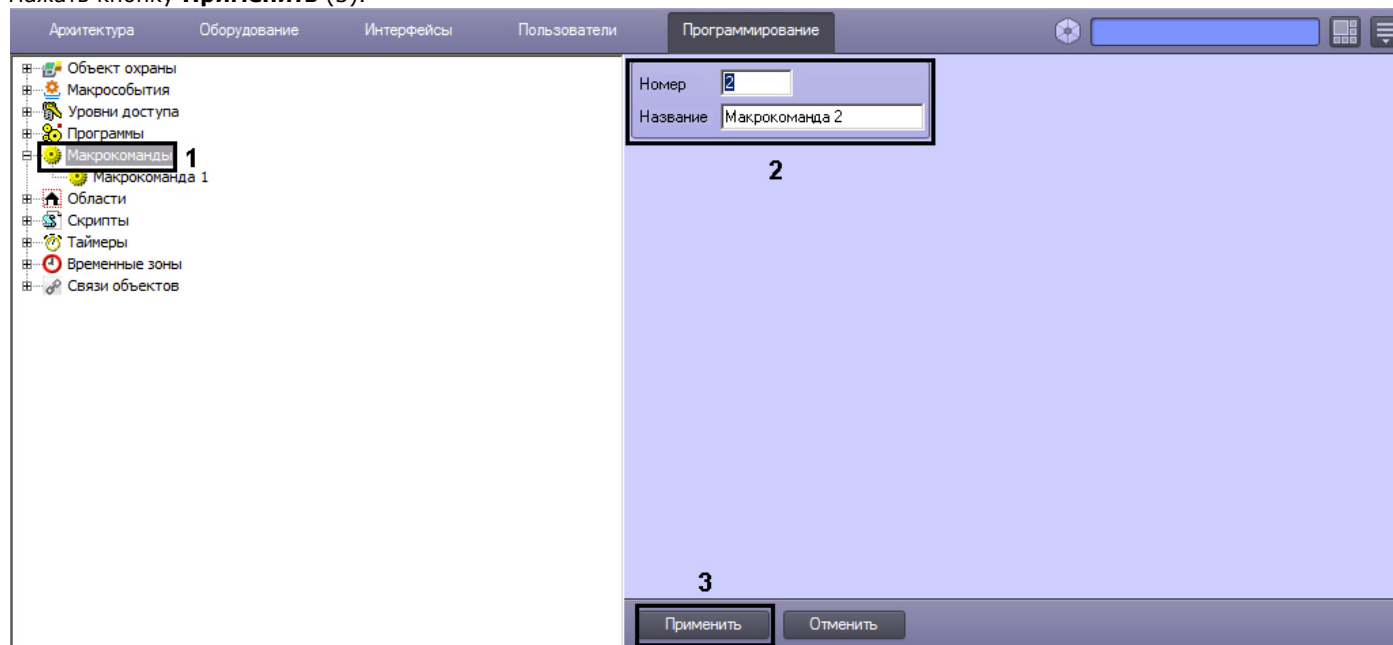 Нажать кнопку Применить (3).
Архитектура Оборудование Интерфейсы Пользователи Программирование
Объект охраны
Макрособытия
Уровни доступа
Программы
Макрокоманды 1
Макрокоманда 1
Области
Скрипты
Таймеры
Временные зоны
Связи объектов
Номер 2
Название Макрокоманда 2
2
3
Применить Отменить